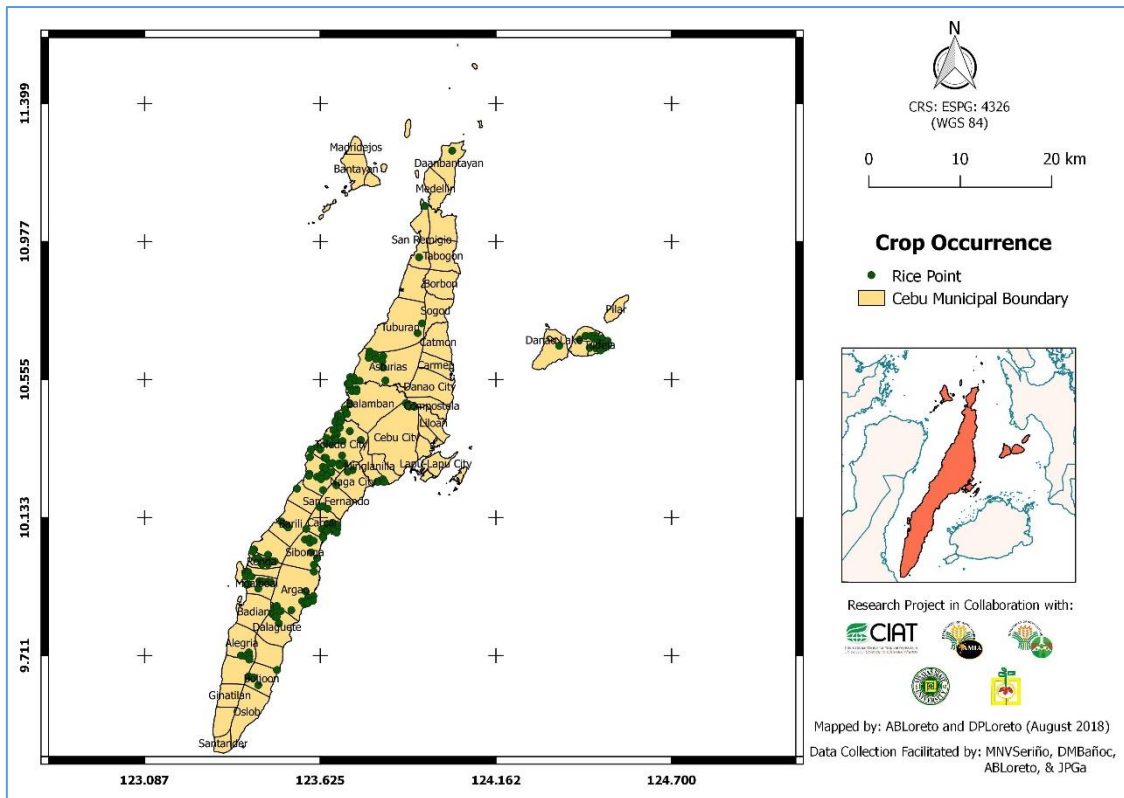 11.399
10.977
10.555
10.133
9.711
123.087
123.625
124.162
124.700
Madridejos
Bantayan
Daanbantayan
Medellin
San Remigio
Tabogon
Borbon
Sogod
Tuburan
Catmon
Asturias
Carmen
Danao City
Balamban
Compostela
Liloan
Cebu City
Toledo City
Lapu-Lapu City
Minglanilla
Naga City
San Fernando
Barili
Carcar
Sibonga
Ronda
Moalboal
Argao
Badian
Dalaguete
Alegria
Boljoon
Ginatilan
Oslob
Santander
Pilar
Danao Lake
N
CRS: ESPG: 4326
(WGS 84)
0 10 20 km
Crop Occurrence
Rice Point
Cebu Municipal Boundary
Research Project in Collaboration with:
CIAT
AMIA
Mapped by: ABLoreto and DPLoreto (August 2018)
Data Collection Facilitated by: MNVSeriño, DMBañoc,
ABLoreto, & JPGa